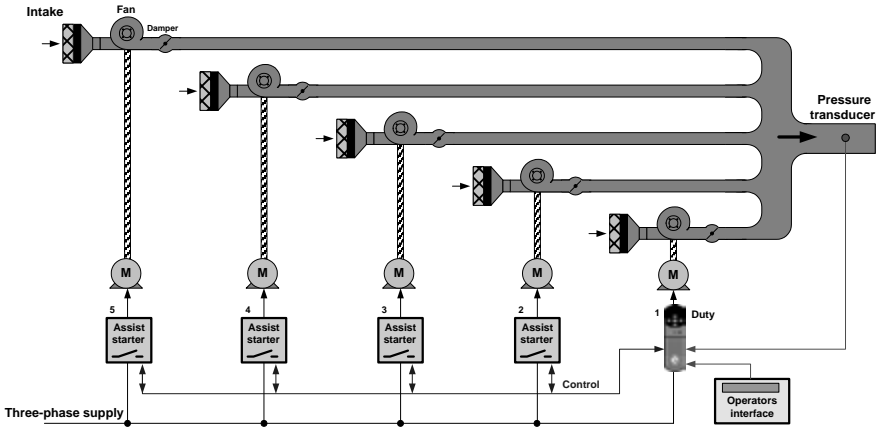 Intake
Fan
Damper
Pressure
transducer
M
M
M
M
M
5
Assist
starter
4
Assist
starter
3
Assist
starter
2
Assist
starter
1
Duty
Control
Operators
interface
Three-phase supply